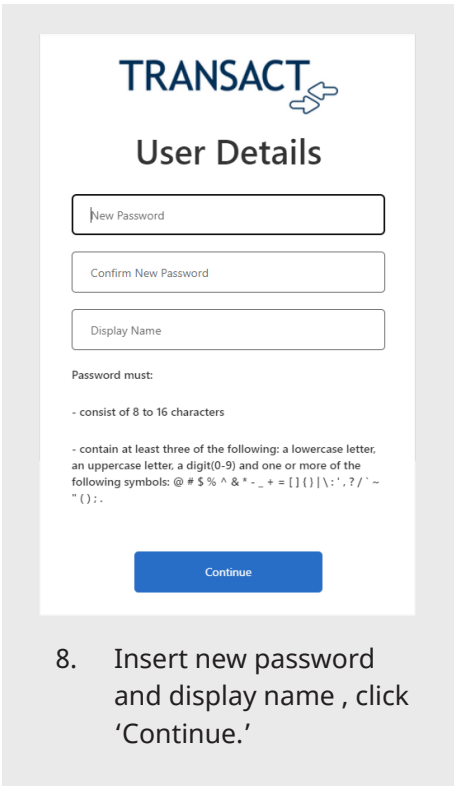 TRANSACT
User Details
New Password
Confirm New Password
Display Name
Password must:
- consist of 8 to 16 characters
- contain at least three of the following: a lowercase letter,
an uppercase letter, a digit(0-9) and one or more of the
following symbols: @ # $ % ^ & * - _ + = [ ] { } | \ : ' , ? / ` ~
" ( ) ; .
Continue
8. Insert new password
and display name , click
‘Continue.’